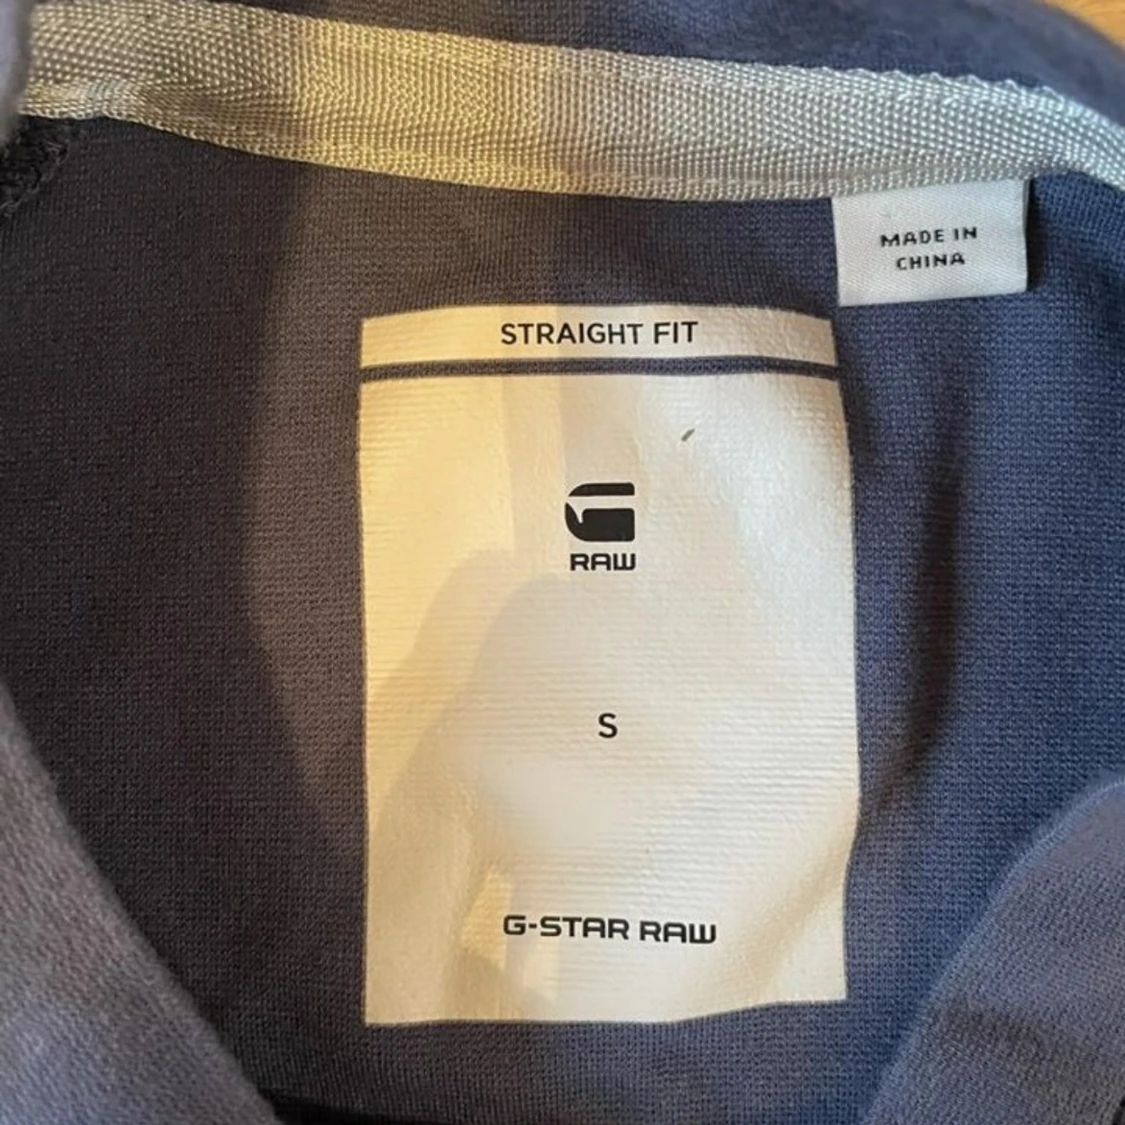 MADE IN
CHINA
STRAIGHT FIT
G
RAW
S
G-STAR RAW